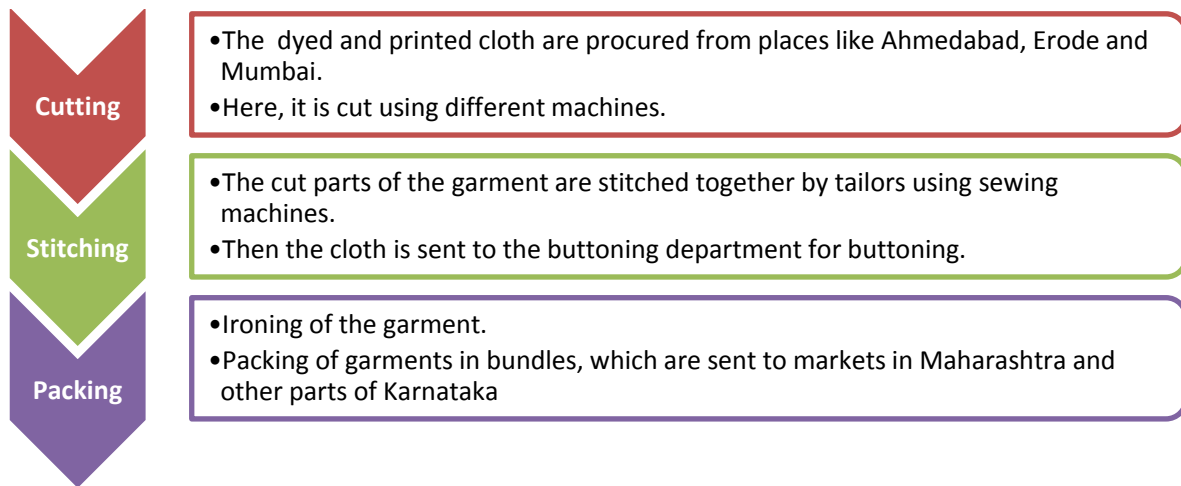 Cutting
•The  dyed and printed cloth are procured from places like Ahmedabad, Erode and
Mumbai.
•Here, it is cut using different machines.
Stitching
•The cut parts of the garment are stitched together by tailors using sewing
machines.
•Then the cloth is sent to the buttoning department for buttoning.
Packing
•Ironing of the garment.
•Packing of garments in bundles, which are sent to markets in Maharashtra and
other parts of Karnataka